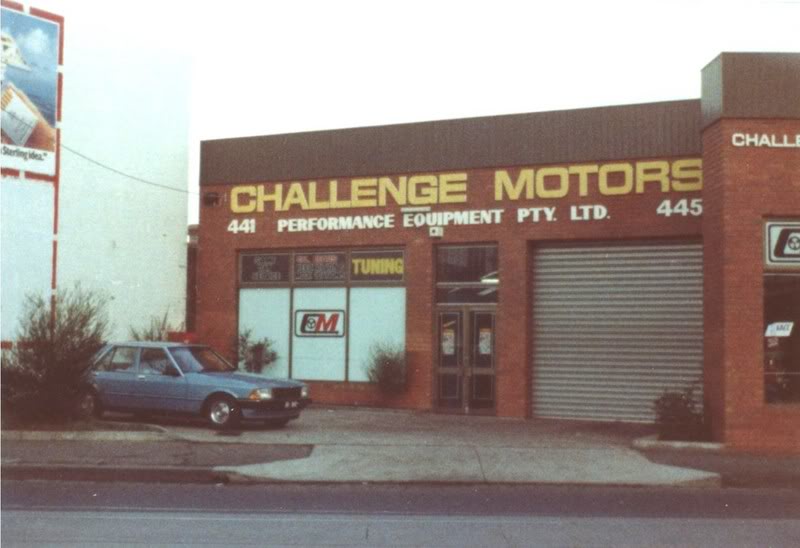 Sterling idea."
CHALLENGE MOTORS
441 PERFORMANCE EQUIPMENT PTY. LTD. 445
CHALLE
TUNING
CM